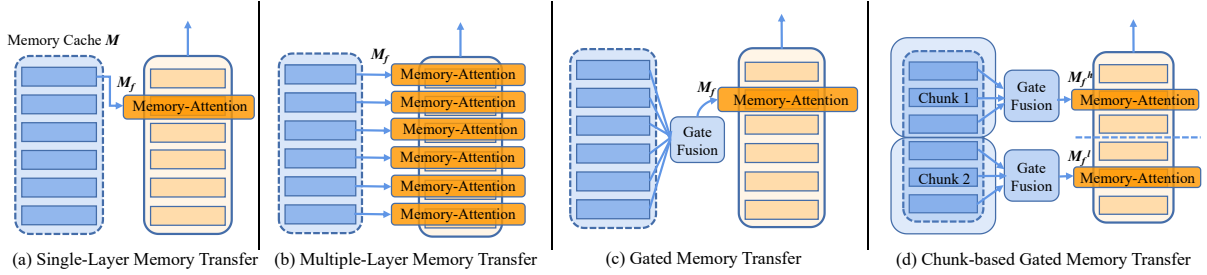 Memory Cache M
M_f
Memory-Attention
(a) Single-Layer Memory Transfer
M_f
Memory-Attention
Memory-Attention
Memory-Attention
Memory-Attention
Memory-Attention
Memory-Attention
(b) Multiple-Layer Memory Transfer
M_f
Memory-Attention
Gate
Fusion
(c) Gated Memory Transfer
Chunk 1
Gate
Fusion
M_f^h
Memory-Attention
Chunk 2
Gate
Fusion
M_f^l
Memory-Attention
(d) Chunk-based Gated Memory Transfer